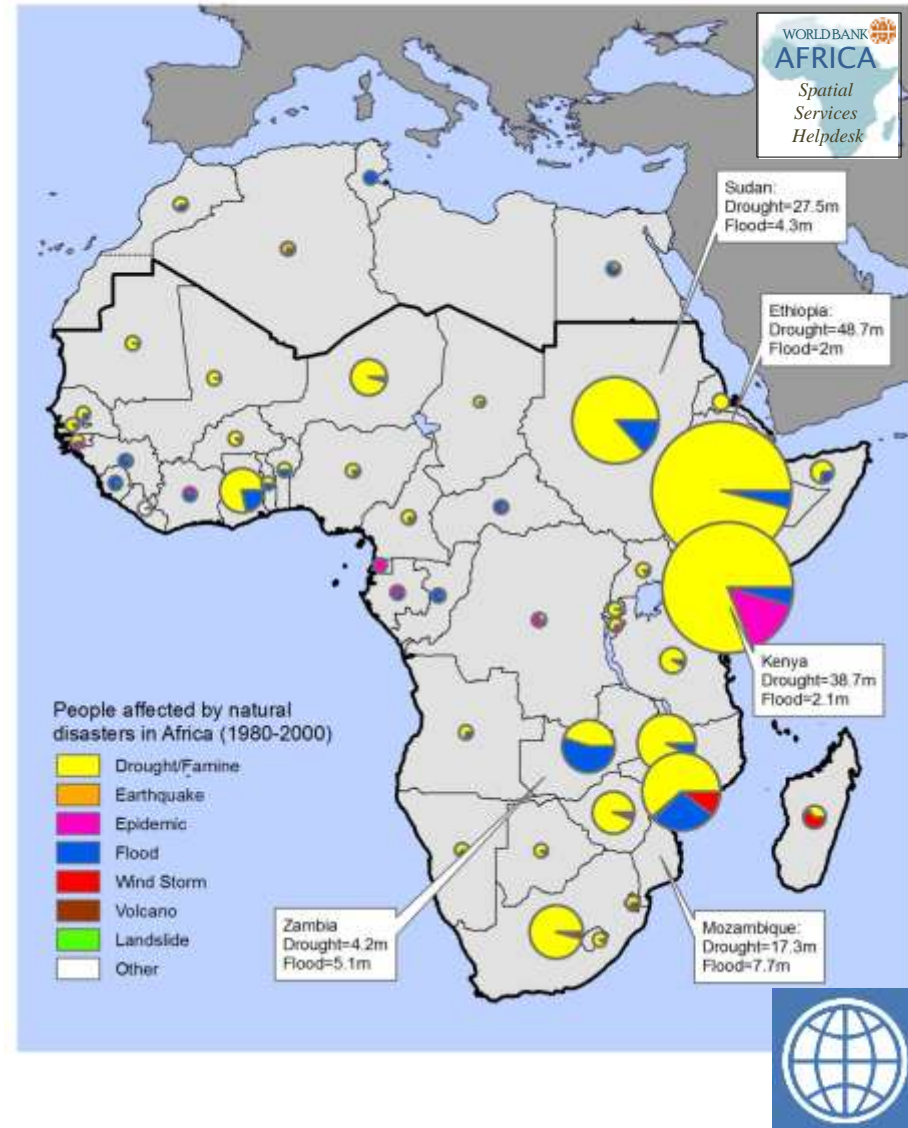 WORLD BANK
AFRICA
Spatial
Services
Helpdesk
Sudan:
Drought=27.5m
Flood=4.3m
Ethiopia:
Drought=48.7m
Flood=2m
Kenya
Drought=38.7m
Flood=2.1m
People affected by natural
disasters in Africa (1980-2000)
Drought/Famine
Earthquake
Epidemic
Flood
Wind Storm
Volcano
Landslide
Other
Zambia
Drought=4.2m
Flood=5.1m
Mozambique:
Drought=17.3m
Flood=7.7m